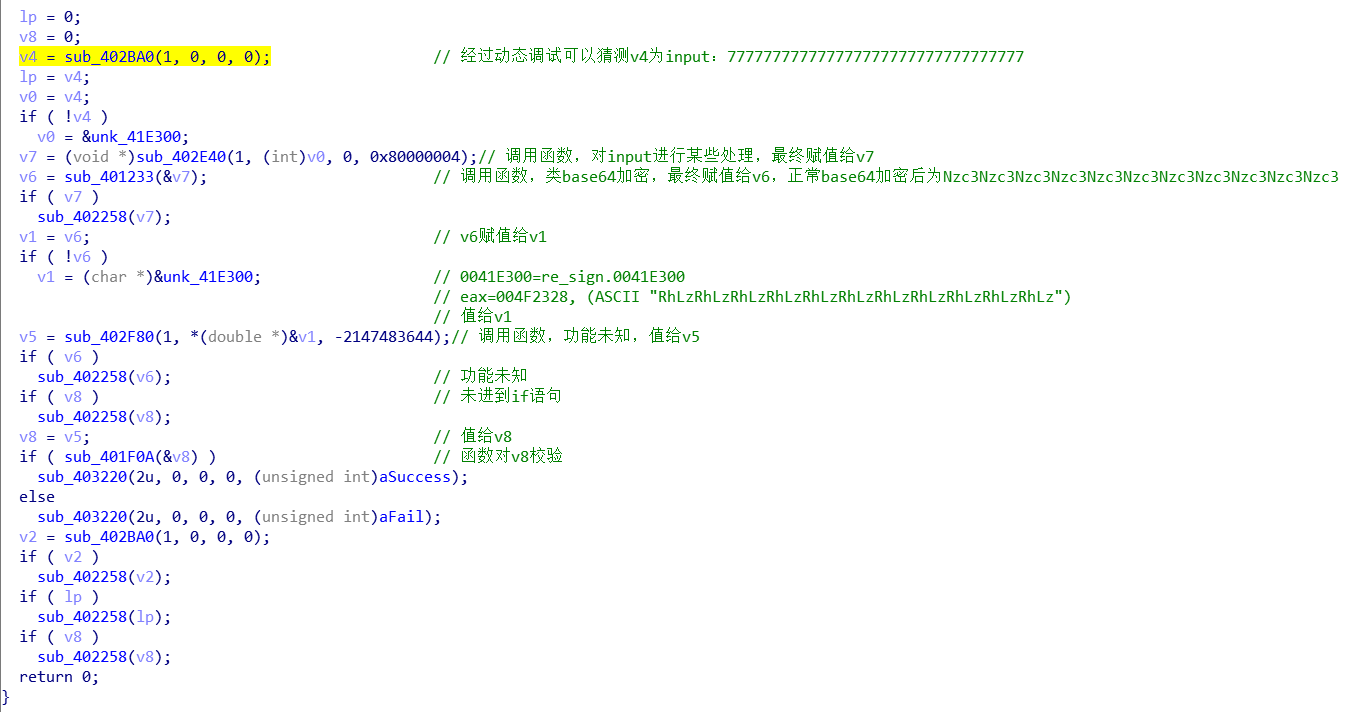 lp = 0;
v8 = 0;
v4 = sub_402BA0(1, 0, 0, 0); // 经过动态调试可以猜测v4为input：777777777777777777777777777777777
lp = v4;
v0 = v4;
if ( !v4 )
v0 = &unk_41E300;
v7 = (void *)sub_402E40(1, (int)v0, 0, 0x80000004);// 调用函数，对input进行某些处理，最终赋值给v7
v6 = sub_401233(&v7); // 调用函数，类base64加密，最终赋值给v6，正常base64加密后为Nzc3Nzc3Nzc3Nzc3Nzc3Nzc3Nzc3Nzc3Nzc3Nzc3Nzc3
if ( v7 )
sub_402258(v7);
v1 = v6; // v6赋值给v1
if ( !v6 )
v1 = (char *)&unk_41E300; // 0041E300=re_sign.0041E300
// eax=004F2328, (ASCII "RhLzRhLzRhLzRhLzRhLzRhLzRhLzRhLzRhLzRhLzRhLz")
// 值给v1
v5 = sub_402F80(1, *(double *)&v1, -2147483644);// 调用函数，功能未知，值给v5
if ( v6 )
sub_402258(v6); // 功能未知
if ( v8 ) // 未进到if语句
sub_402258(v8);
v8 = v5; // 值给v8
if ( sub_401F0A(&v8) ) // 函数对v8校验
sub_403220(2u, 0, 0, 0, (unsigned int)aSuccess);
else
sub_403220(2u, 0, 0, 0, (unsigned int)aFail);
v2 = sub_402BA0(1, 0, 0, 0);
if ( v2 )
sub_402258(v2);
if ( lp )
sub_402258(lp);
if ( v8 )
sub_402258(v8);
return 0;
}